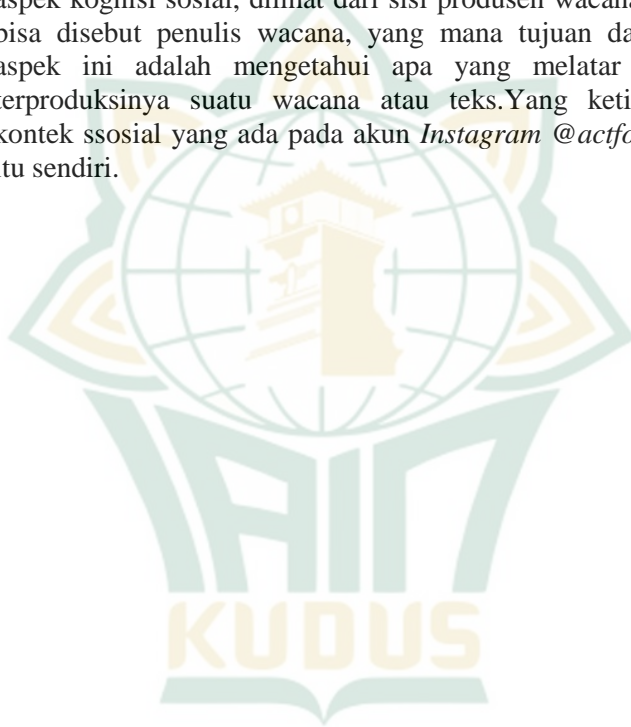 aspek kognisi sosial, dilihat dari sisi produsen wacana
bisa disebut penulis wacana, yang mana tujuan da
aspek ini adalah mengetahui apa yang melatar
terproduksinya suatu wacana atau teks.Yang keti
kontek ssosial yang ada pada akun Instagram @actfo
itu sendiri.
IAIN
KUDUS